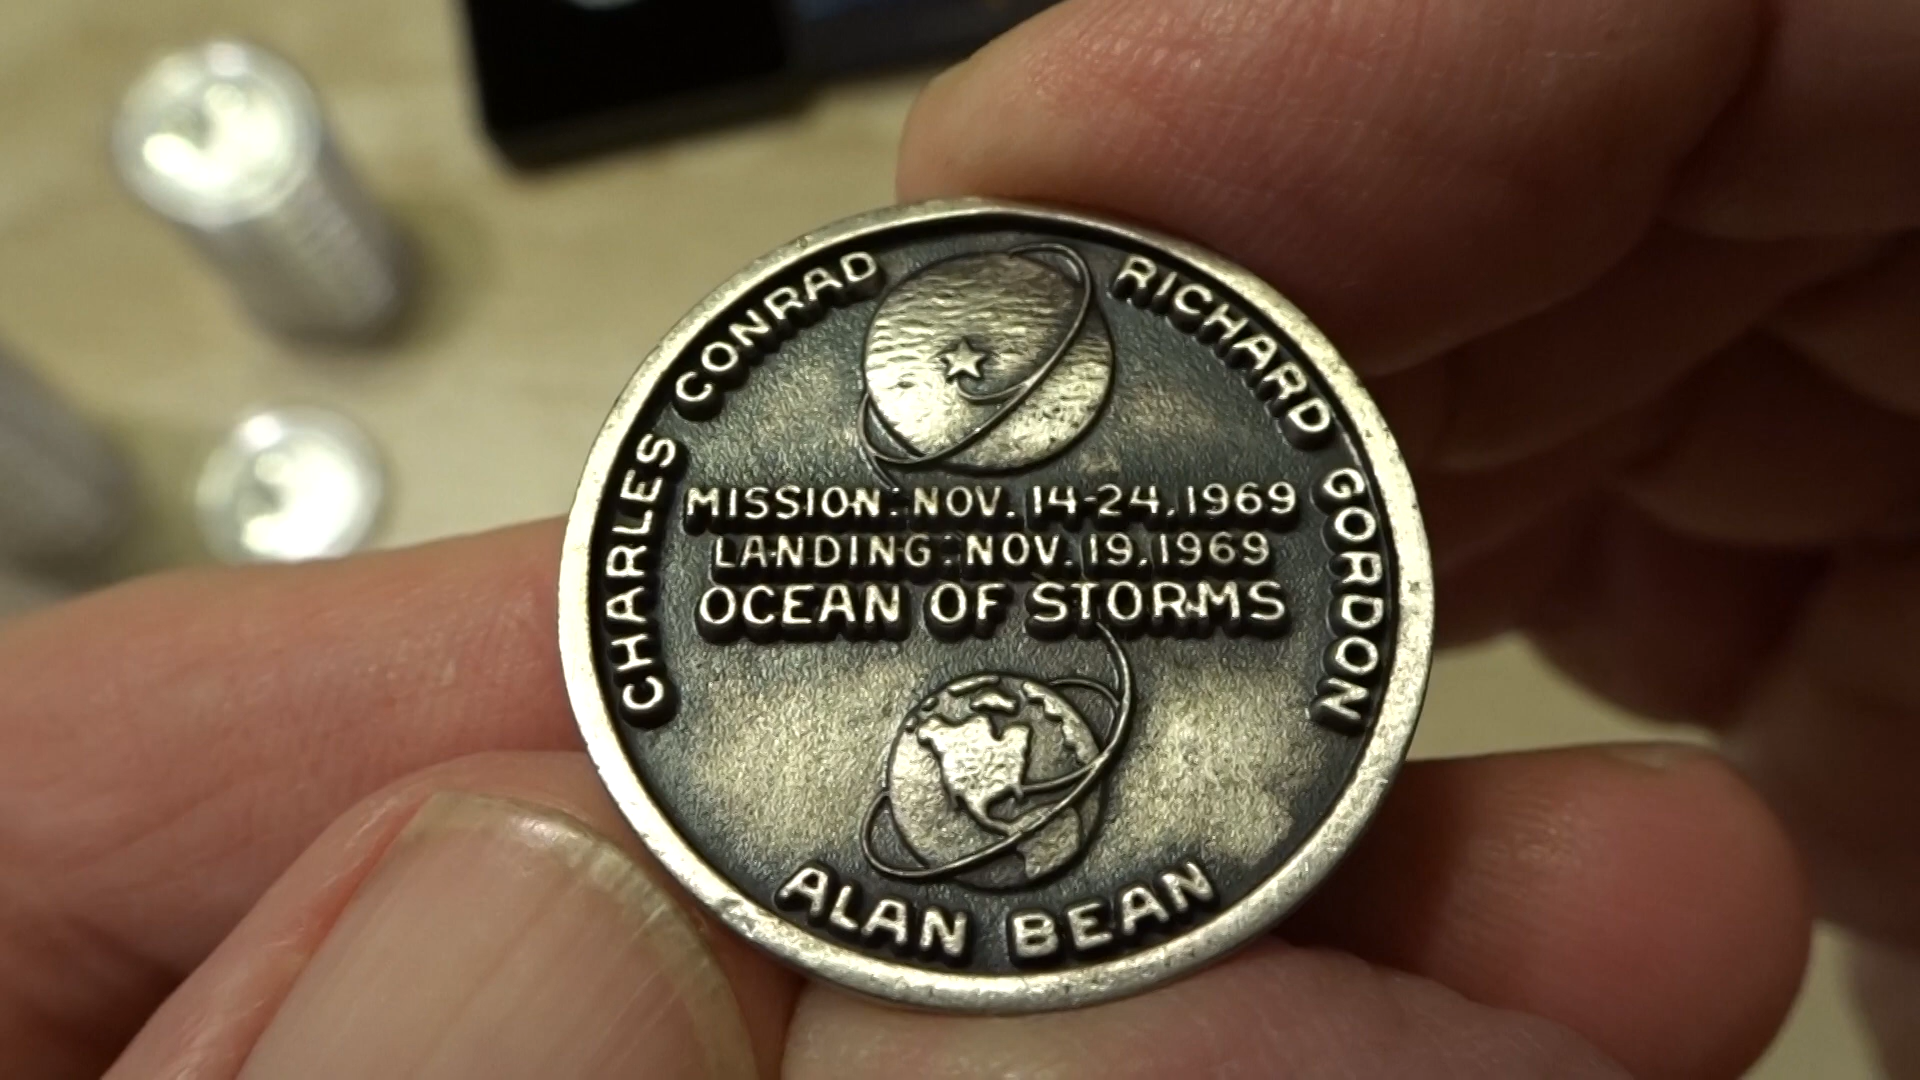 CHARLES CONRAD
RICHARD GORDON
MISSION: NOV. 14-24, 1969
LANDING: NOV. 19, 1969
OCEAN OF STORMS
ALAN BEAN